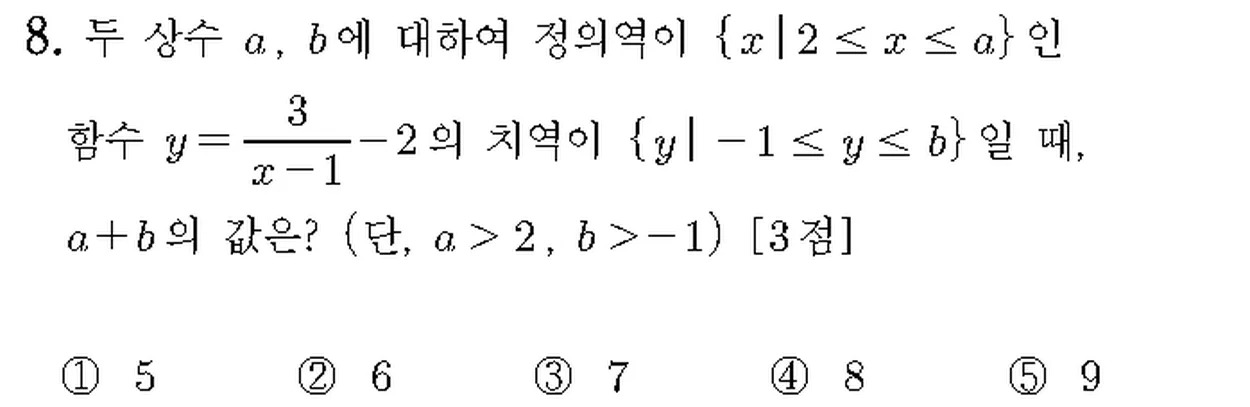 8. 두 상수 a, b에 대하여 정의역이 {x | 2 ≤ x ≤ a}인
함수 y = \frac{3}{x-1} - 2의 치역이 {y | -1 ≤ y ≤ b}일 때,
a+b의 값은? (단, a > 2, b > -1) [3점]
① 5 ② 6 ③ 7 ④ 8 ⑤ 9